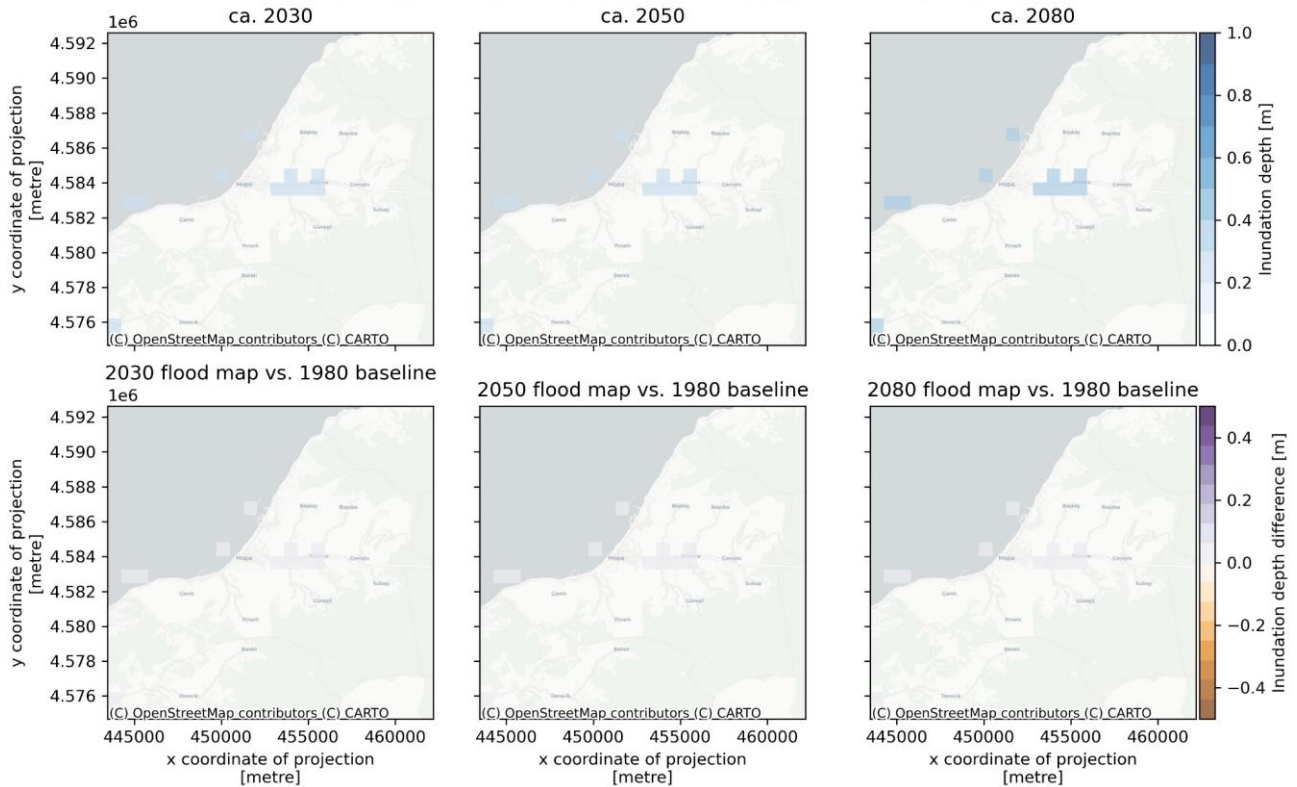 ca. 2030
ca. 2050
ca. 2080
1e6
4.592
4.590
4.588
4.586
4.584
4.582
4.580
4.578
4.576
y coordinate of projection
[metre]
(C) OpenStreetMap contributors (C) CARTO
(C) OpenStreetMap contributors (C) CARTO
(C) OpenStreetMap contributors (C) CARTO
1.0
0.8
0.6
0.4
0.2
0.0
Inundation depth [m]
2030 flood map vs. 1980 baseline
2050 flood map vs. 1980 baseline
2080 flood map vs. 1980 baseline
1e6
4.592
4.590
4.588
4.586
4.584
4.582
4.580
4.578
4.576
y coordinate of projection
[metre]
(C) OpenStreetMap contributors (C) CARTO
(C) OpenStreetMap contributors (C) CARTO
(C) OpenStreetMap contributors (C) CARTO
0.4
0.2
0.0
−0.2
−0.4
Inundation depth difference [m]
445000 450000 455000 460000
445000 450000 455000 460000
445000 450000 455000 460000
x coordinate of projection
[metre]
x coordinate of projection
[metre]
x coordinate of projection
[metre]